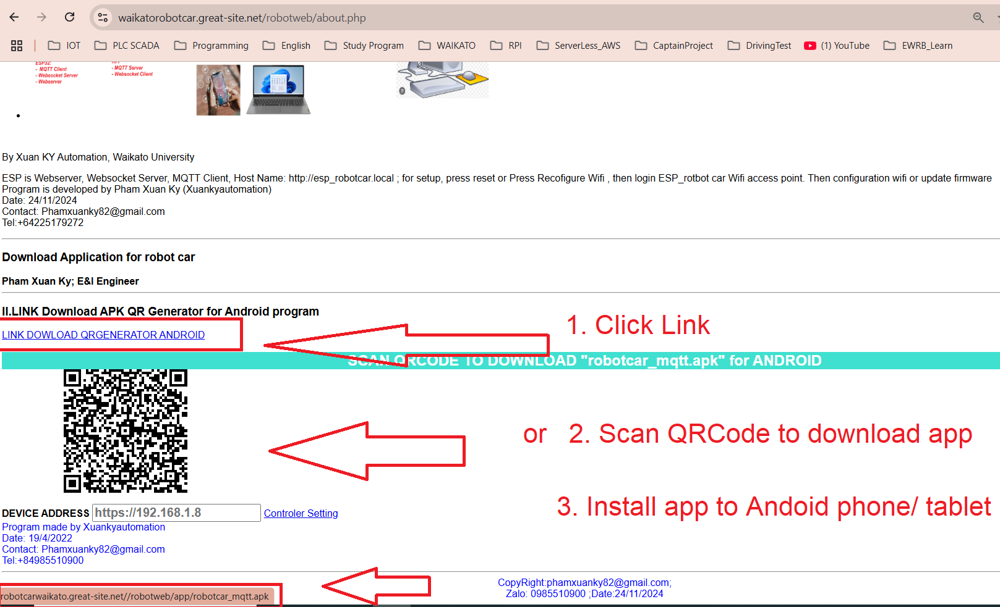 waikatorobotcar.great-site.net/robotweb/about.php
IOT PLC SCADA Programming English Study Program WAIKATO RPI ServerLess_AWS CaptainProject DrivingTest (1) YouTube EWRB_Learn
ESP32:
- MQTT Client
- Websocket Server
- Webserver
- MQTT Server
- Websocket Client
By Xuan KY Automation, Waikato University
ESP is Webserver, Websocket Server, MQTT Client, Host Name: http://esp_robotcar.local ; for setup, press reset or Press Recofigure Wifi , then login ESP_rotbot car Wifi access point. Then configuration wifi or update firmware
Program is developed by Pham Xuan Ky (Xuankyautomation)
Date: 24/11/2024
Contact: Phamxuanky82@gmail.com
Tel:+64225179272
Download Application for robot car
Pham Xuan Ky; E&I Engineer
II.LINK Download APK QR Generator for Android program
1. Click Link
LINK DOWLOAD QRGENERATOR ANDROID
SCAN QRCODE TO DOWNLOAD "robotcar_mqtt.apk" for ANDROID
or 2. Scan QRCode to download app
3. Install app to Andoid phone/ tablet
DEVICE ADDRESS https://192.168.1.8 Controler Setting
Program made by Xuankyautomation
Date: 19/4/2022
Contact: Phamxuanky82@gmail.com
Tel:+84985510900
CopyRight:phamxuanky82@gmail.com;
Zalo: 0985510900 ;Date:24/11/2024
robotcarwaikato.great-site.net//robotweb/app/robotcar_mqtt.apk